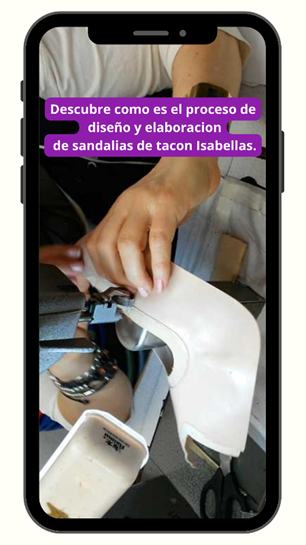 Descubre como es el proceso de
diseño y elaboracion
de sandalias de tacon Isabellas.